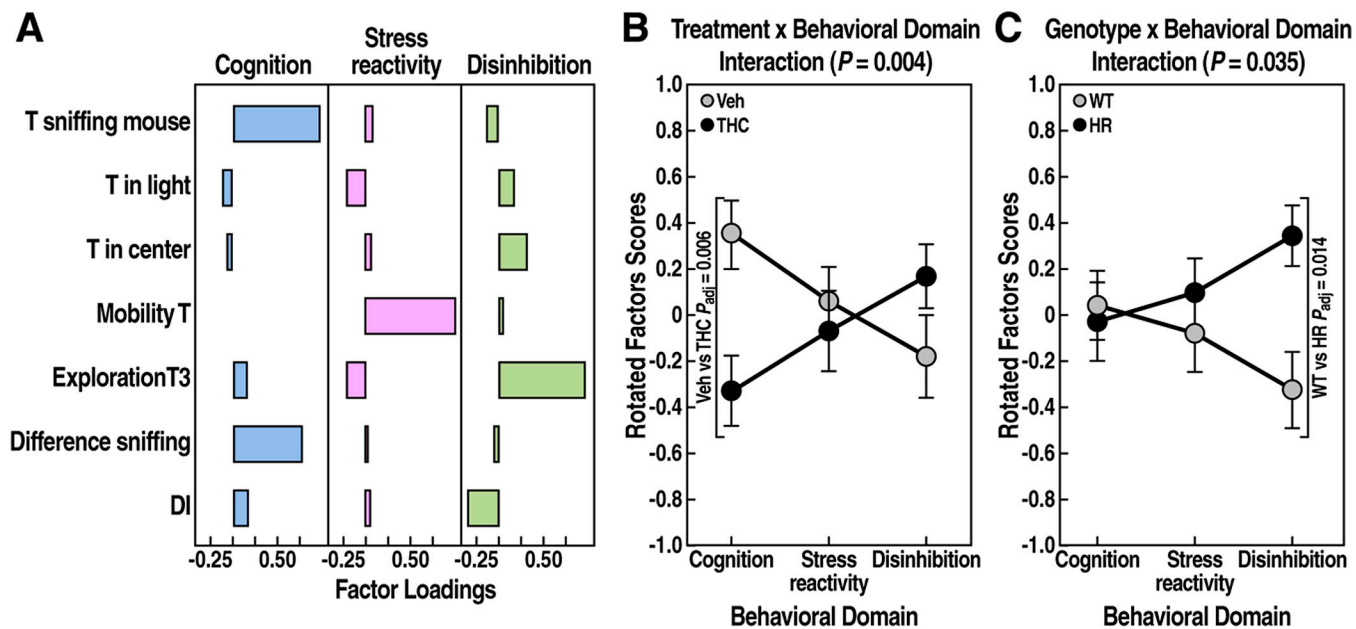 A
Cognition
Stress
reactivity
Disinhibition
T sniffing mouse
T in light
T in center
Mobility T
ExplorationT3
Difference sniffing
DI
-0.25 0.50 -0.25 0.50 -0.25 0.50
Factor Loadings
B
Treatment x Behavioral Domain
Interaction (P = 0.004)
Veh
THC
Rotated Factors Scores
1.0
0.8
0.6
0.4
0.2
0
-0.2
-0.4
-0.6
-0.8
-1.0
Veh vs THC Padj = 0.006
Cognition
Stress
reactivity
Disinhibition
Behavioral Domain
C
Genotype x Behavioral Domain
Interaction (P = 0.035)
WT
HR
Rotated Factors Scores
1.0
0.8
0.6
0.4
0.2
0
-0.2
-0.4
-0.6
-0.8
-1.0
WT vs HR Padj = 0.014
Cognition
Stress
reactivity
Disinhibition
Behavioral Domain